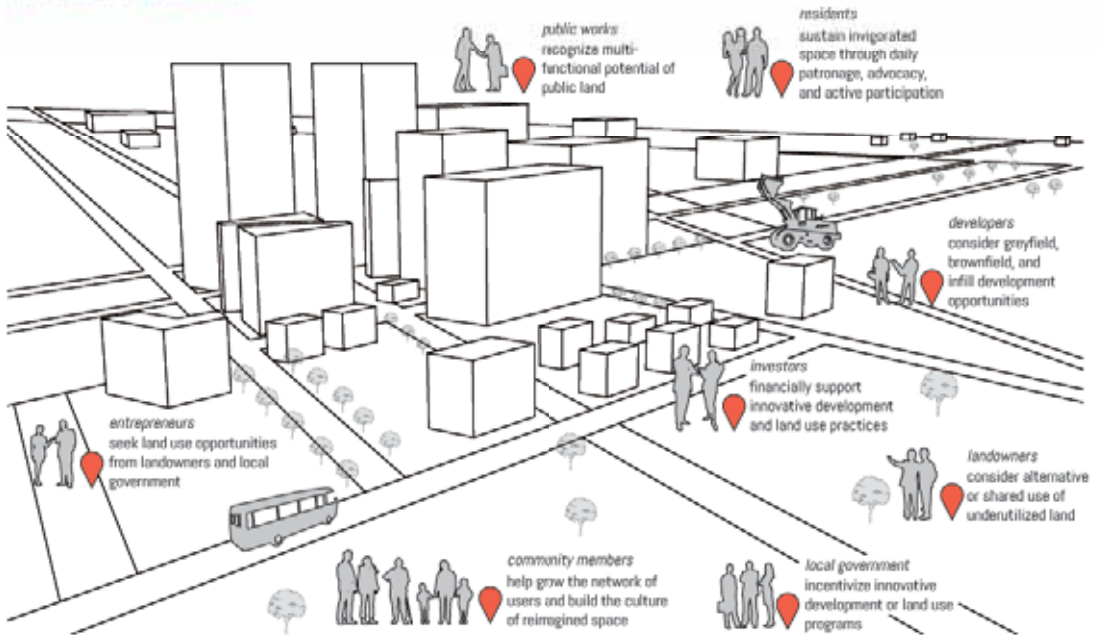 public works
recognize multi-
functional potential of
public land
residents
sustain invigorated
space through daily
patronage, advocacy,
and active participation
developers
consider greyfield,
brownfield, and
infill development
opportunities
investors
financially support
innovative development
and land use practices
entrepreneurs
seek land use opportunities
from landowners and local
government
landowners
consider alternative
or shared use of
underutilized land
community members
help grow the network of
users and build the culture
of reimagined space
local government
incentivize innovative
development or land use
programs